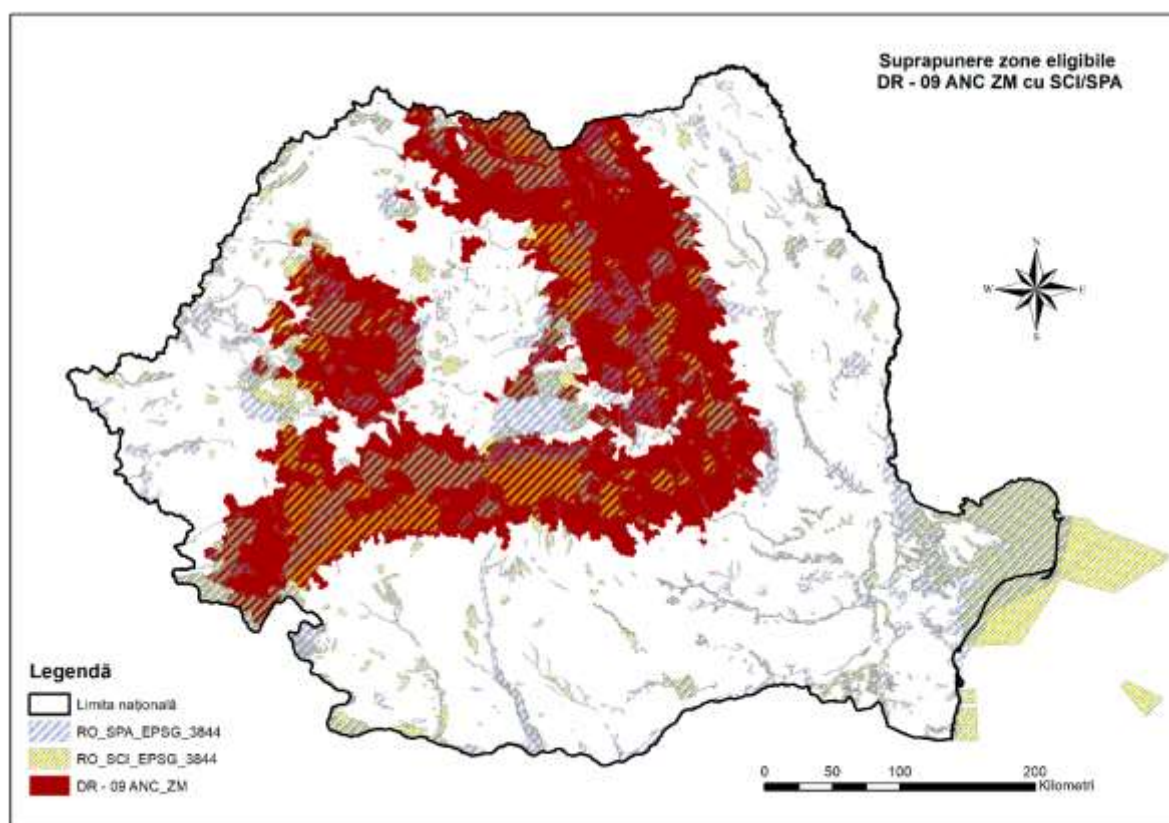 Suprapunere zone eligibile
DR - 09 ANC ZM cu SCI/SPA
N
W
E
S
Legendă
Limita națională
RO_SPA_EPSG_3844
RO_SCI_EPSG_3844
DR - 09 ANC_ZM
0 50 100 200
Kilometri